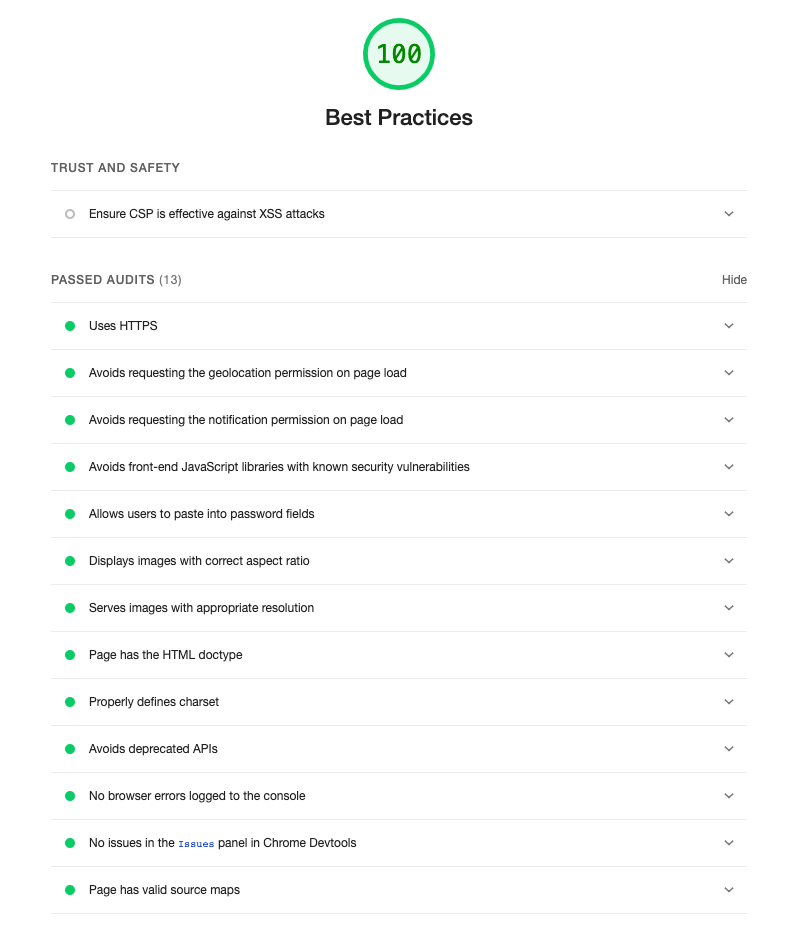 100
Best Practices
TRUST AND SAFETY
Ensure CSP is effective against XSS attacks
PASSED AUDITS (13) Hide
Uses HTTPS
Avoids requesting the geolocation permission on page load
Avoids requesting the notification permission on page load
Avoids front-end JavaScript libraries with known security vulnerabilities
Allows users to paste into password fields
Displays images with correct aspect ratio
Serves images with appropriate resolution
Page has the HTML doctype
Properly defines charset
Avoids deprecated APIs
No browser errors logged to the console
No issues in the Issues panel in Chrome Devtools
Page has valid source maps